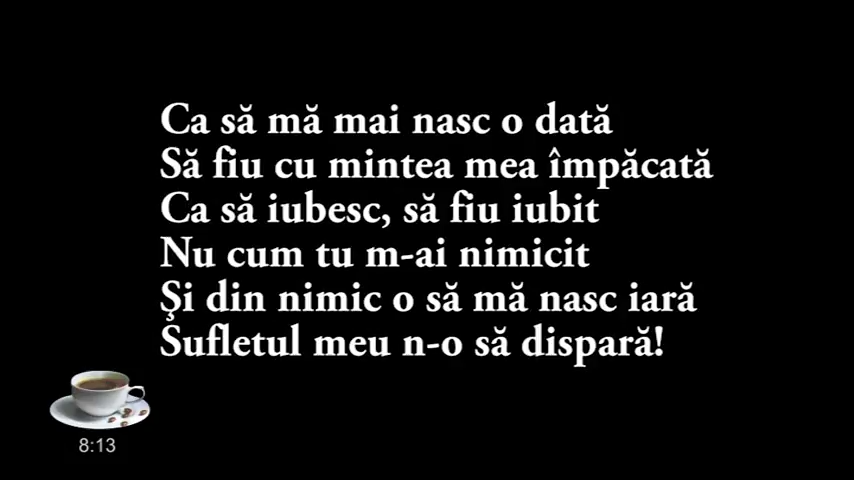 Ca să mă mai nasc o dată
Să fiu cu mintea mea împăcată
Ca să iubesc, să fiu iubit
Nu cum tu m-ai nimicit
Şi din nimic o să mă nasc iară
Sufletul meu n-o să dispară!
8:13